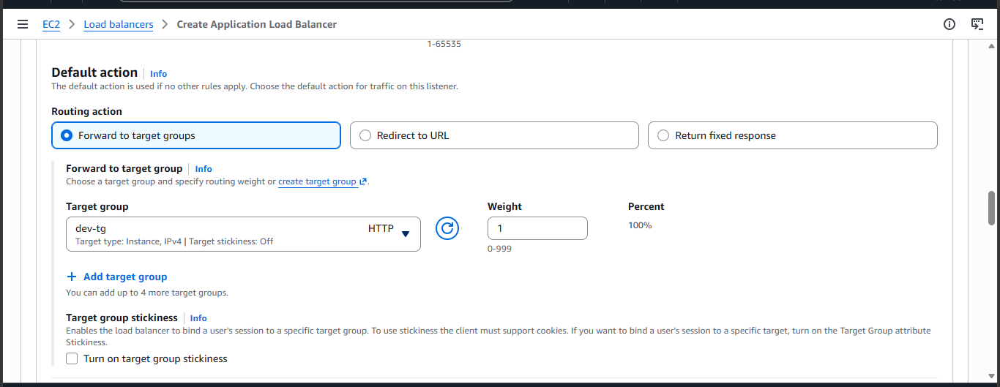 EC2 > Load balancers > Create Application Load Balancer
1-65535
Default action Info
The default action is used if no other rules apply. Choose the default action for traffic on this listener.
Routing action
Forward to target groups Redirect to URL Return fixed response
Forward to target group Info
Choose a target group and specify routing weight or create target group.
Target group Weight Percent
dev-tg HTTP 1 100%
Target type: Instance, IPv4 | Target stickiness: Off
0-999
+ Add target group
You can add up to 4 more target groups.
Target group stickiness Info
Enables the load balancer to bind a user's session to a specific target group. To use stickiness the client must support cookies. If you want to bind a user's session to a specific target, turn on the Target Group attribute
Stickiness.
Turn on target group stickiness